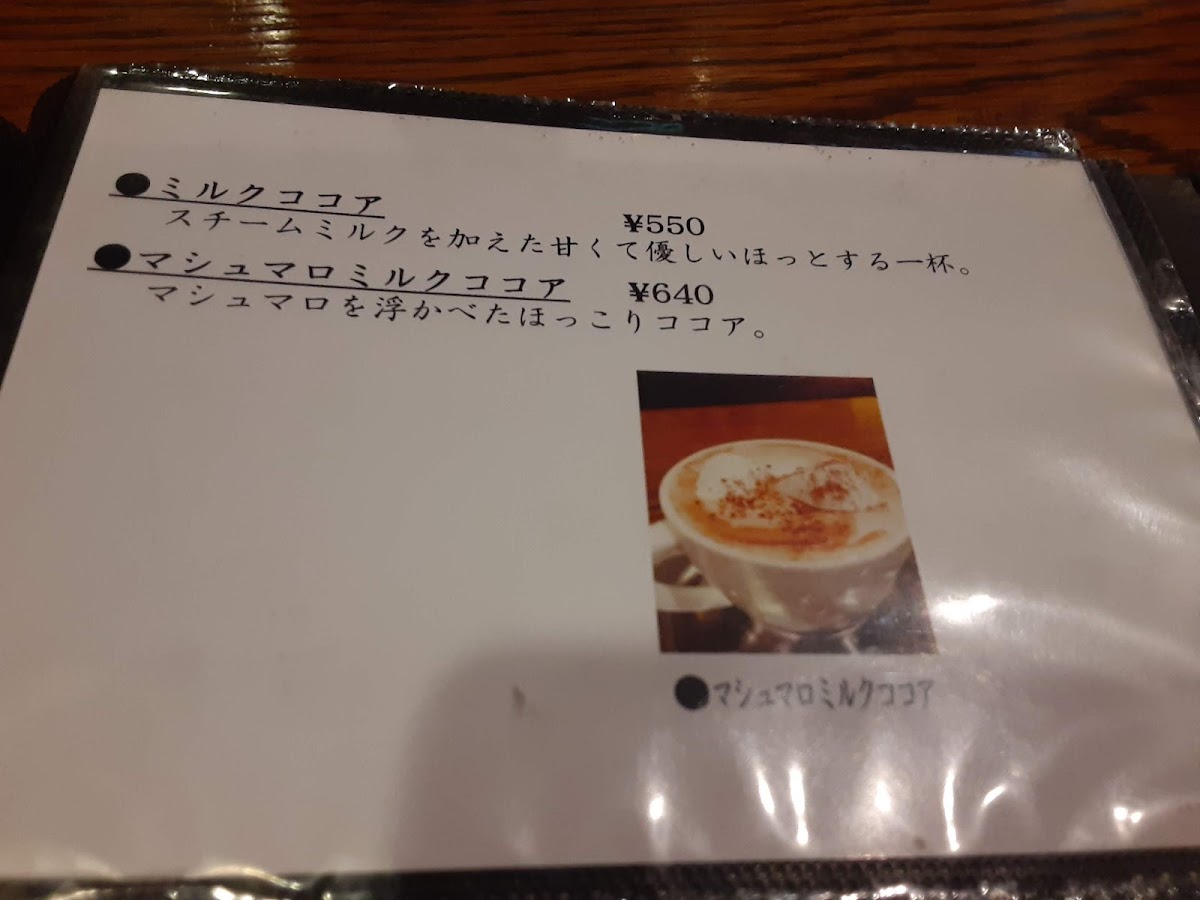 ●ミルクココア ¥550
スチームミルクを加えた甘くて優しいほっとする一杯。
●マシュマロミルクココア ¥640
マシュマロを浮かべたほっこりココア。
●マシュマロミルクココア